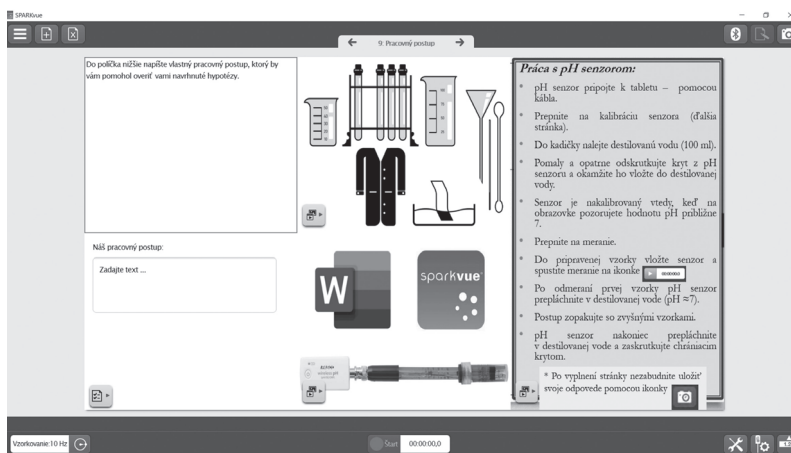 SPARKvue
9: Pracovný postup
Do políčka nižšie napíšte vlastný pracovný postup, ktorý by
vám pomohol overiť vami navrhnuté hypotézy.
Náš pracovný postup:
Zadajte text ...
W
sparkvue
Práca s pH senzorom:
* pH senzor pripojte k tabletu – pomocou
kábla.
* Prepnite na kalibráciu senzora (ďalšia
stránka).
* Do kadičky nalejte destilovanú vodu (100 ml).
* Pomaly a opatrne odskrutkujte kryt z pH
senzoru a okamžite ho vložte do destilovanej
vody.
* Senzor je nakalibrovaný vtedy, keď na
obrazovke pozorujete hodnotu pH približne
7.
* Prepnite na meranie.
* Do pripravenej vzorky vložte senzor a
spustite meranie na ikonke
* Po odmeraní prvej vzorky pH senzor
prepláchnite v destilovanej vode (pH ≈7).
* Postup zopakujte so zvyšnými vzorkami.
* pH senzor nakoniec prepláchnite
v destilovanej vode a zaskrutkujte chrániacim
krytom.
* Po vyplnení stránky nezabudnite uložiť
svoje odpovede pomocou ikonky
Vzorkovanie:10 Hz
Štart
00:00:00,0